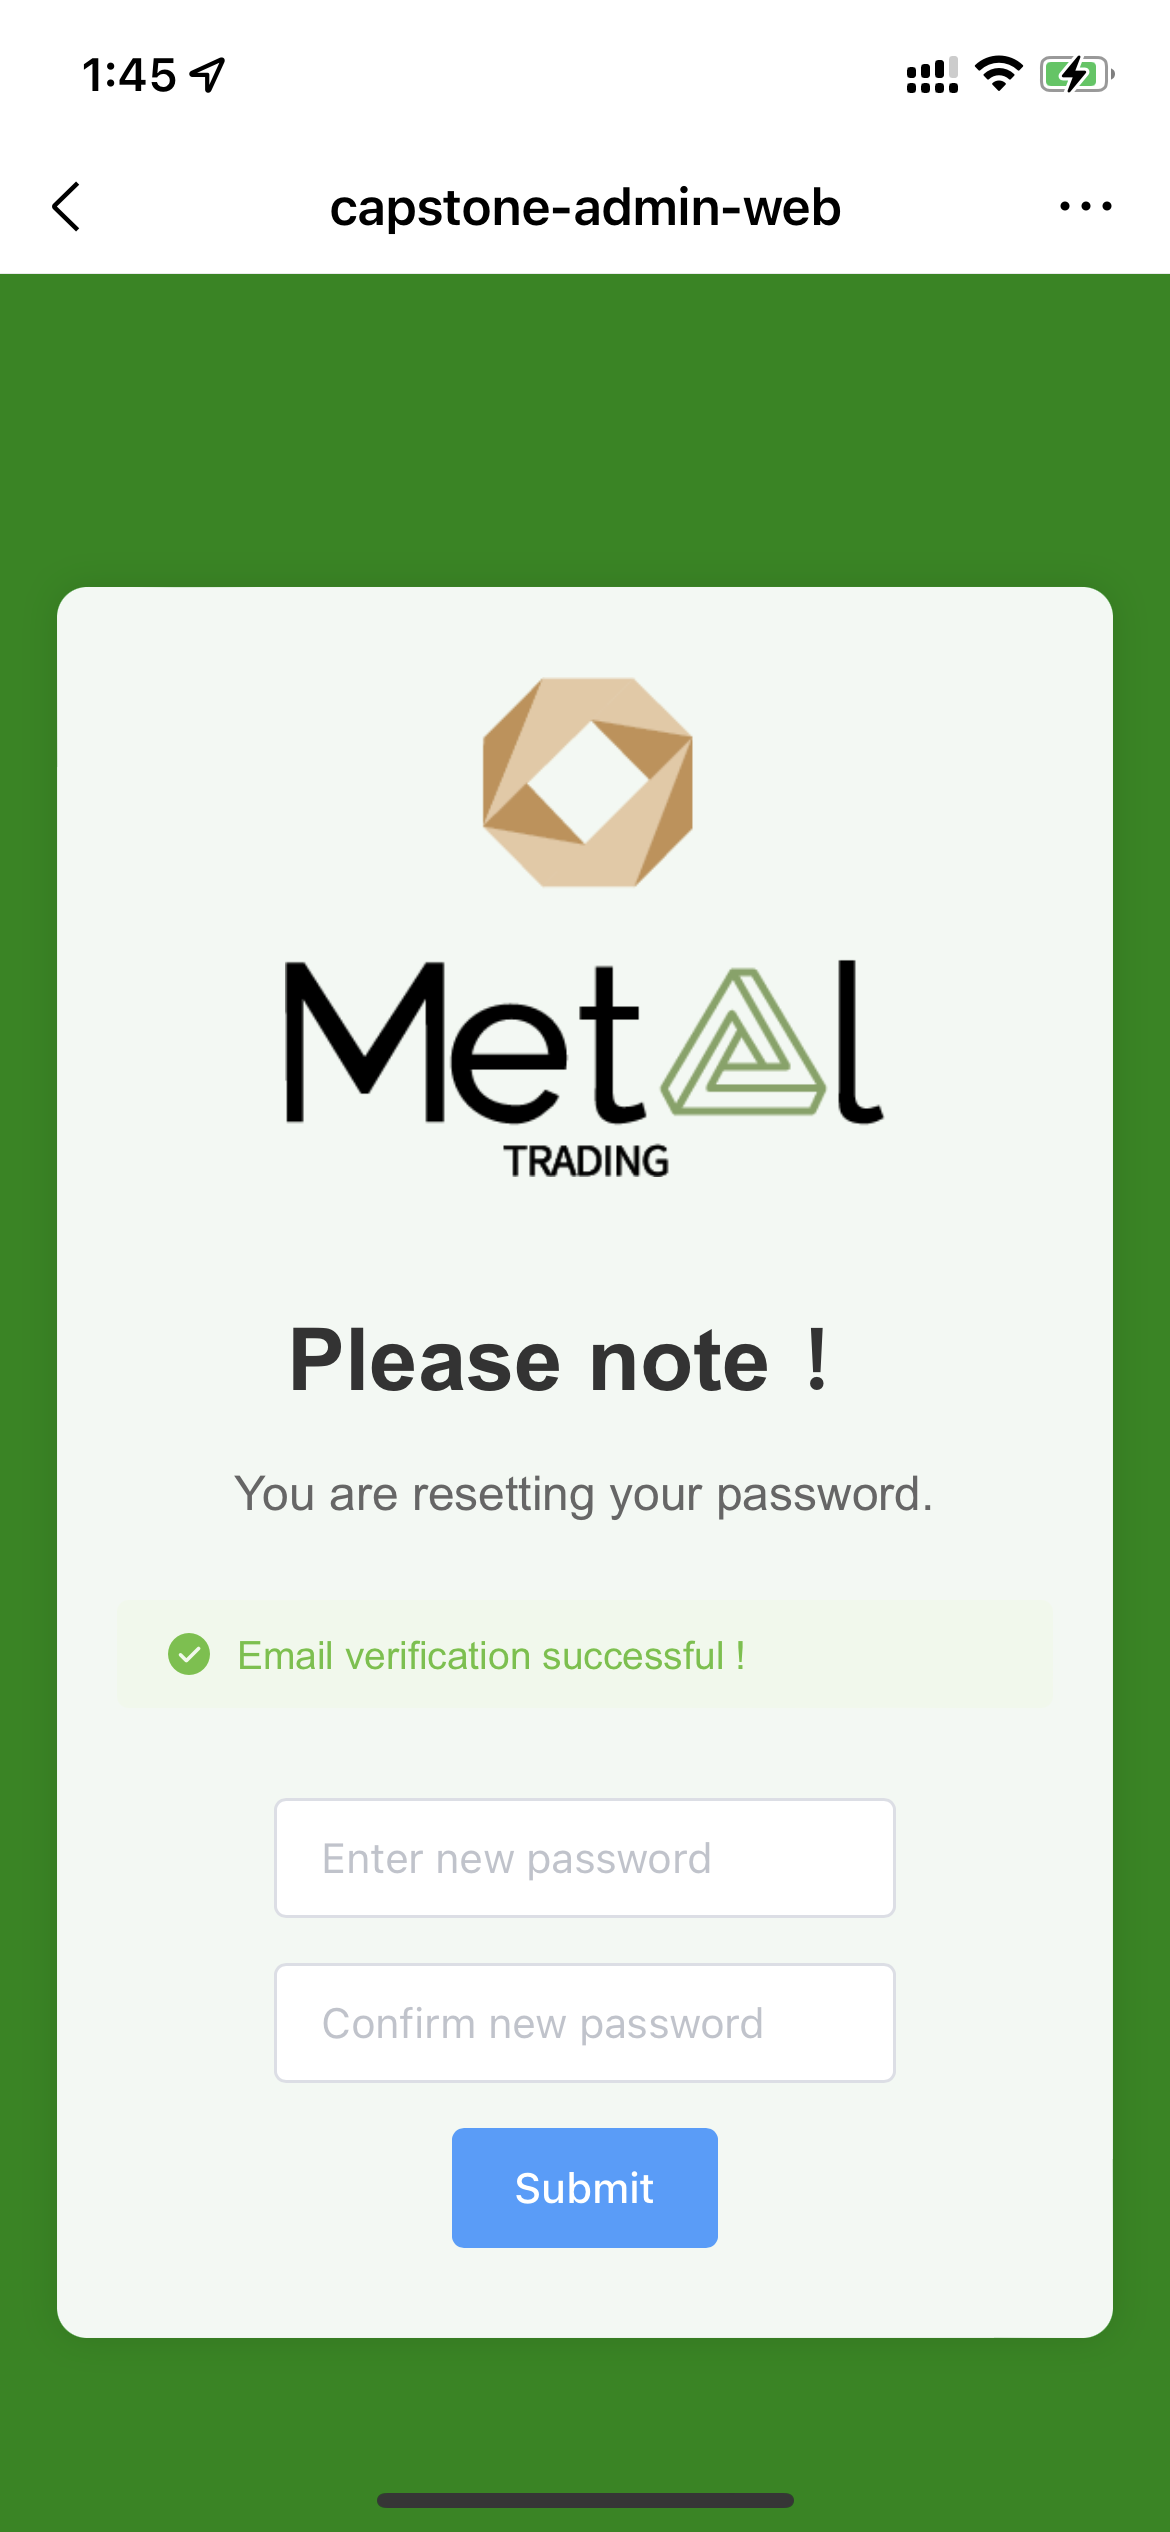 1:45
capstone-admin-web
Metal
TRADING
Please note !
You are resetting your password.
Email verification successful !
Enter new password
Confirm new password
Submit